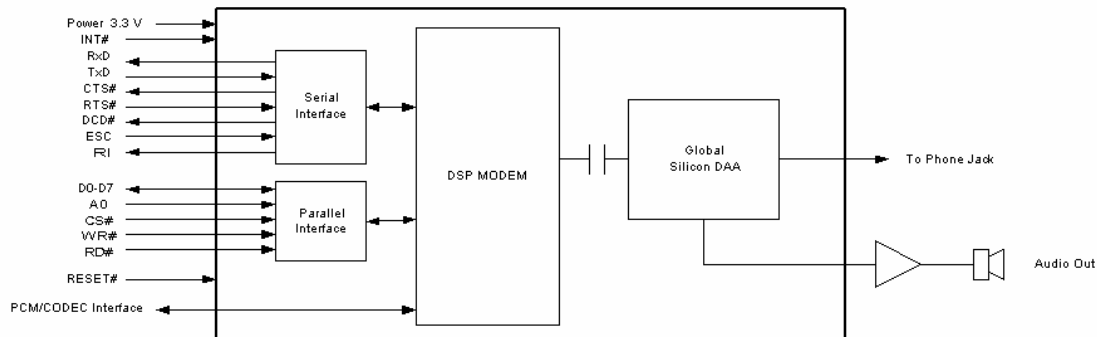 Power 3.3 V
INT#
RxD
TxD
CTS#
RTS#
DCD#
ESC
RI
D0-D7
A0
CS#
WR#
RD#
RESET#
PCM/CODEC Interface
Serial
Interface
Parallel
Interface
DSP MODEM
Global
Silicon DAA
To Phone Jack
Audio Out